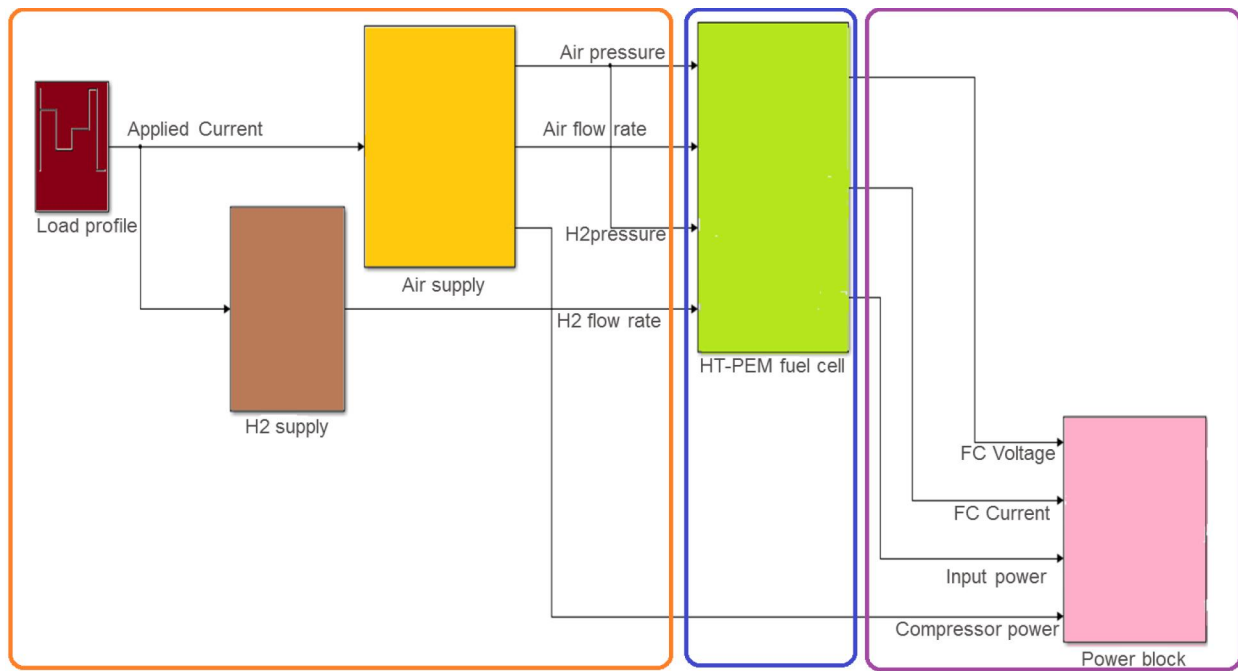 Air pressure
Applied Current
Air flow rate
Load profile
H2pressure
Air supply
H2 flow rate
HT-PEM fuel cell
H2 supply
FC Voltage
FC Current
Input power
Compressor power
Power block